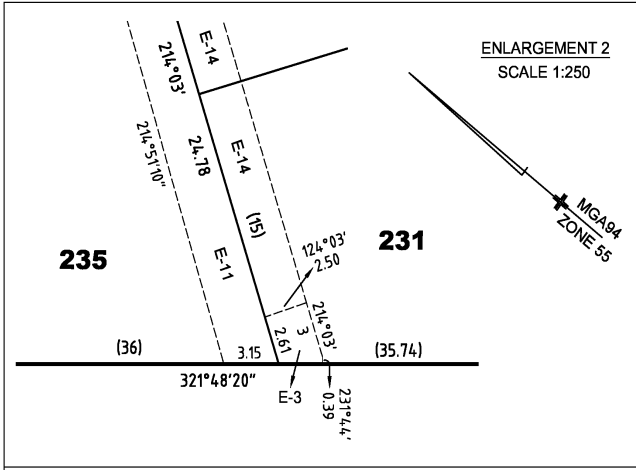 ENLARGEMENT 2
SCALE 1:250
MGA94
ZONE 55
E-14
214°03'
214°51'10"
24.78
E-14
(15)
E-11
235
231
124°03'
2.50
214°03'
2.61
3
(36)
3.15
(35.74)
321°48'20"
E-3
0.39
231°44'